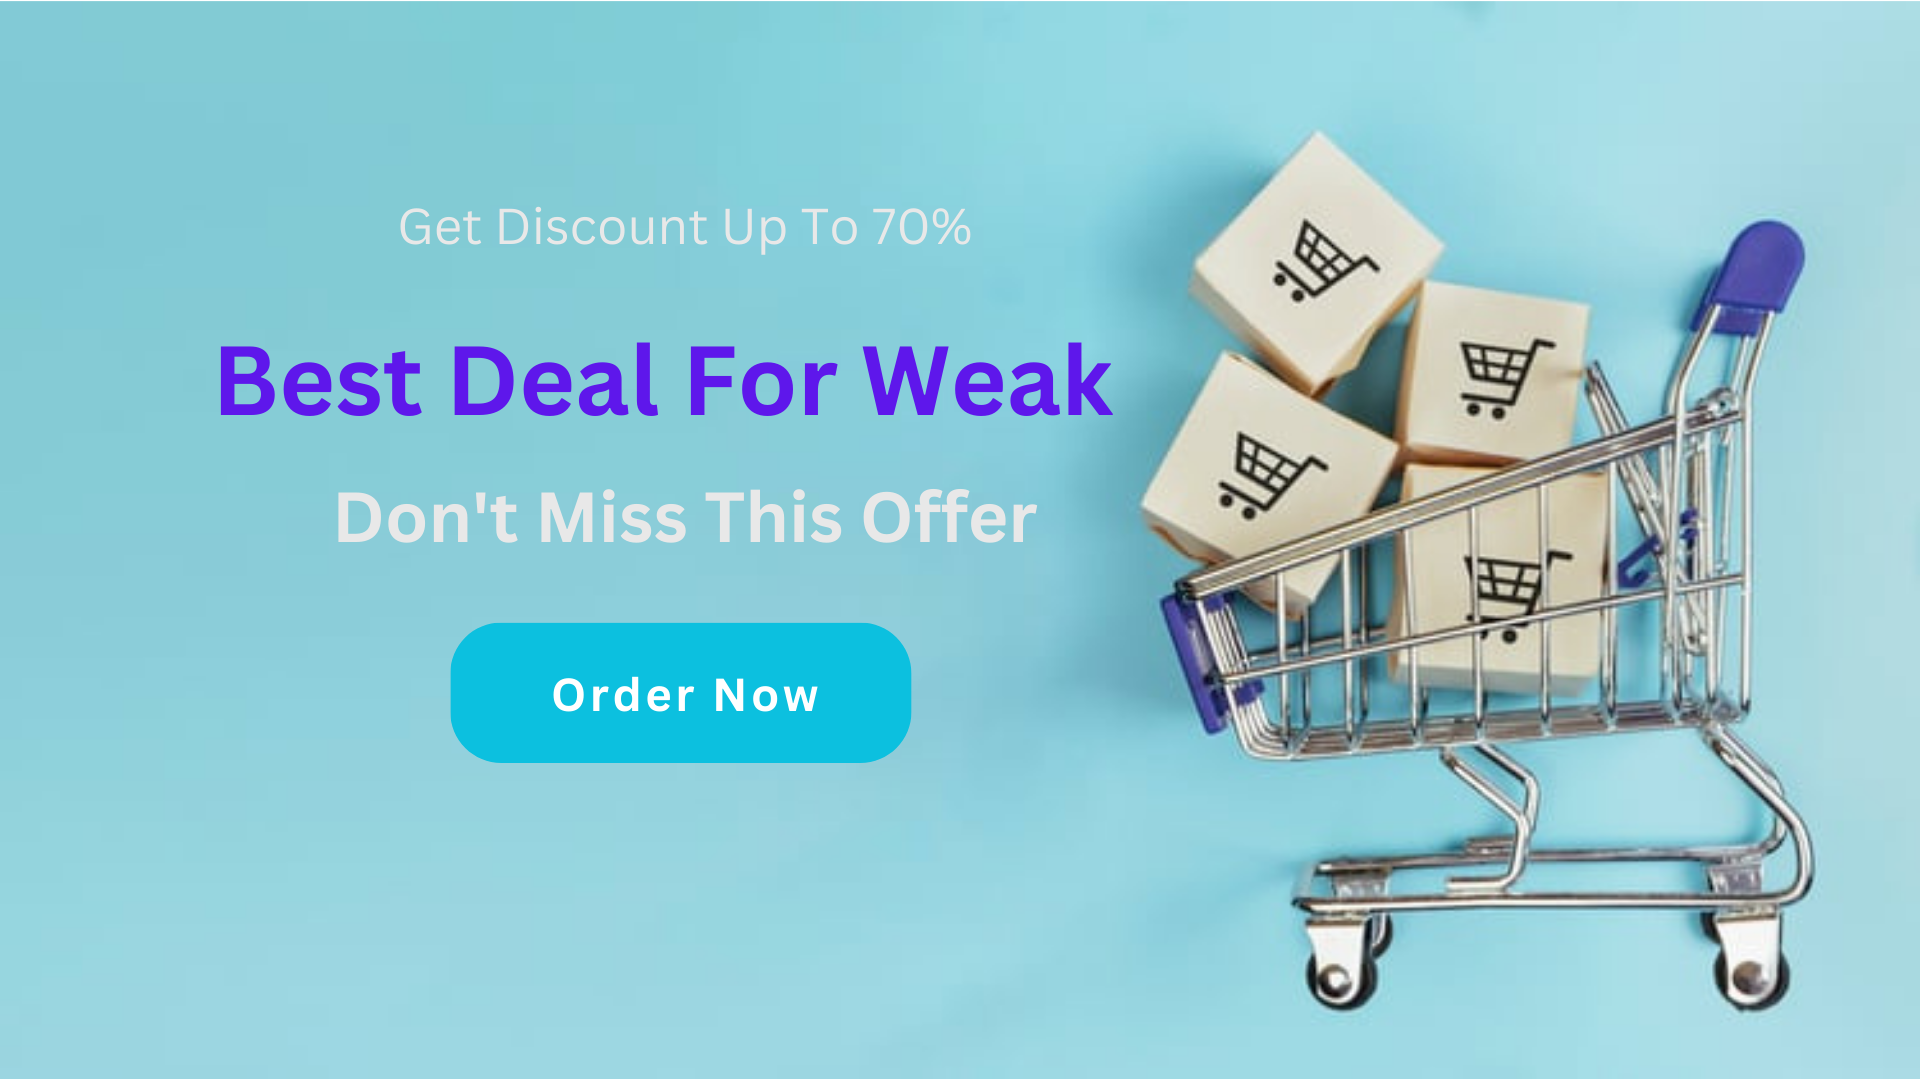 Get Discount Up To 70%
Best Deal For Weak
Don't Miss This Offer
Order Now